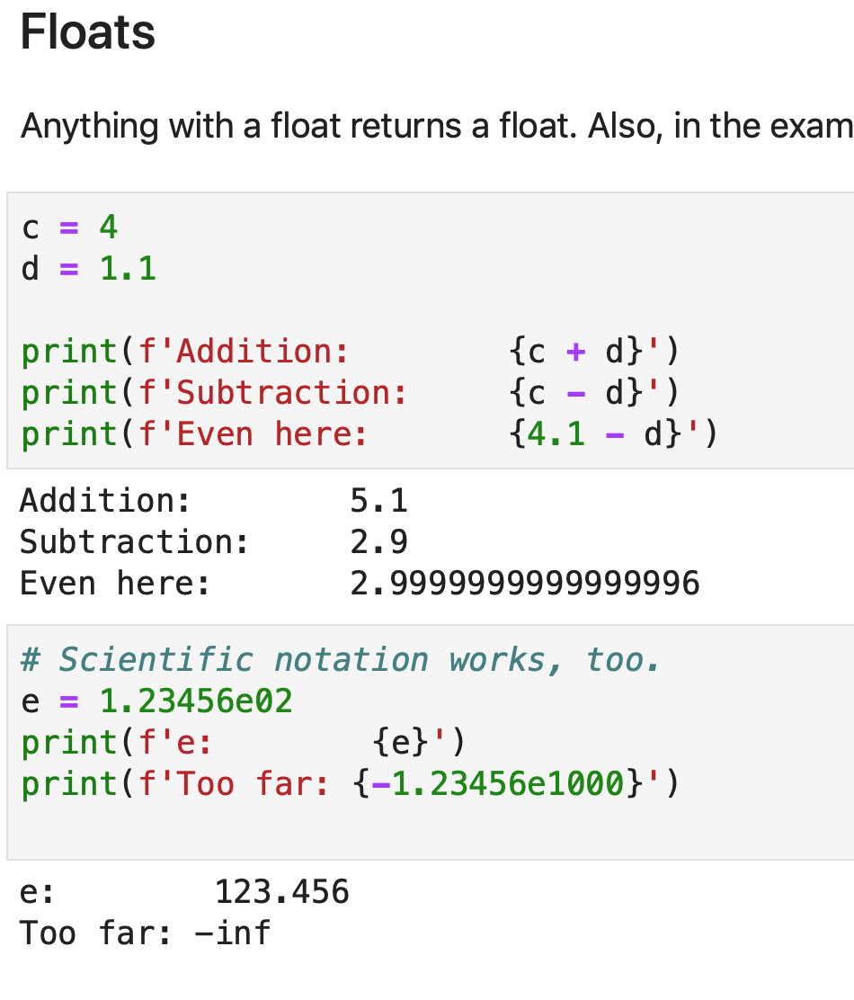 Floats
Anything with a float returns a float. Also, in the exam
c = 4
d = 1.1
print(f'Addition:        {c + d}')
print(f'Subtraction:     {c - d}')
print(f'Even here:       {4.1 - d}')
Addition:        5.1
Subtraction:     2.9
Even here:       2.9999999999999996
# Scientific notation works, too.
e = 1.23456e02
print(f'e:        {e}')
print(f'Too far: {-1.23456e1000}')
e:        123.456
Too far: -inf